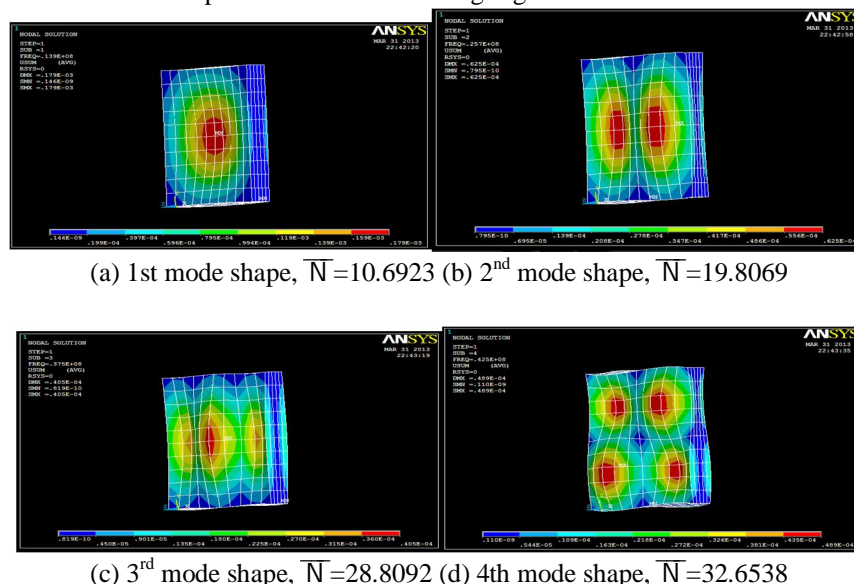 1
NODAL SOLUTION
STEP=1
SUB =1
FREQ=.139E+08
USUM (AVG)
RSYS=0
DMX =.179E-03
SMN =.146E-09
SMX =.179E-03
ANSYS
MAR 31 2013
22:42:20
MX
.146E-09 .397E-04 .795E-04 .119E-03 .159E-03
.199E-04 .596E-04 .994E-04 .139E-03 .179E-03
1
NODAL SOLUTION
STEP=1
SUB =2
FREQ=.257E+08
USUM (AVG)
RSYS=0
DMX =.625E-04
SMN =.795E-10
SMX =.625E-04
ANSYS
MAR 31 2013
22:42:58
MX
.795E-10 .139E-04 .278E-04 .417E-04 .556E-04
.695E-05 .208E-04 .347E-04 .486E-04 .625E-04
(a) 1st mode shape, N̅=10.6923 (b) 2nd mode shape, N̅=19.8069
1
NODAL SOLUTION
STEP=1
SUB =3
FREQ=.375E+08
USUM (AVG)
RSYS=0
DMX =.405E-04
SMN =.819E-10
SMX =.405E-04
ANSYS
MAR 31 2013
22:43:19
.819E-10 .901E-05 .180E-04 .270E-04 .360E-04
.450E-05 .135E-04 .225E-04 .315E-04 .405E-04
1
NODAL SOLUTION
STEP=1
SUB =4
FREQ=.425E+08
USUM (AVG)
RSYS=0
DMX =.489E-04
SMN =.110E-09
SMX =.489E-04
ANSYS
MAR 31 2013
22:43:35
.110E-09 .109E-04 .218E-04 .326E-04 .435E-04
.544E-05 .163E-04 .272E-04 .381E-04 .489E-04
(c) 3rd mode shape, N̅=28.8092 (d) 4th mode shape, N̅=32.6538